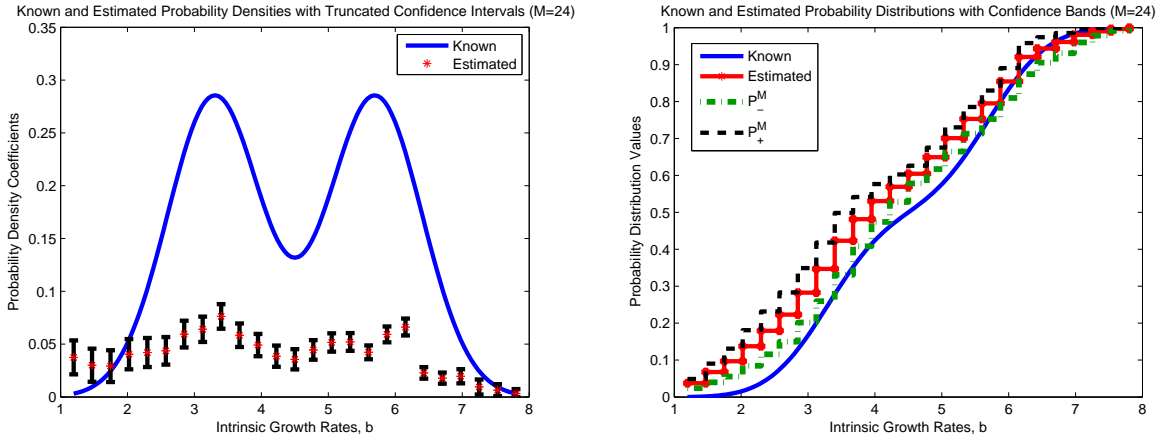 Known and Estimated Probability Densities with Truncated Confidence Intervals (M=24)
0.35
0.3
0.25
0.2
0.15
0.1
0.05
0
Probability Density Coefficients
Known
Estimated
1 2 3 4 5 6 7 8
Intrinsic Growth Rates, b
Known and Estimated Probability Distributions with Confidence Bands (M=24)
1
0.9
0.8
0.7
0.6
0.5
0.4
0.3
0.2
0.1
0
Probability Distribution Values
Known
Estimated
P_-^M
P_+^M
1 2 3 4 5 6 7 8
Intrinsic Growth Rates, b